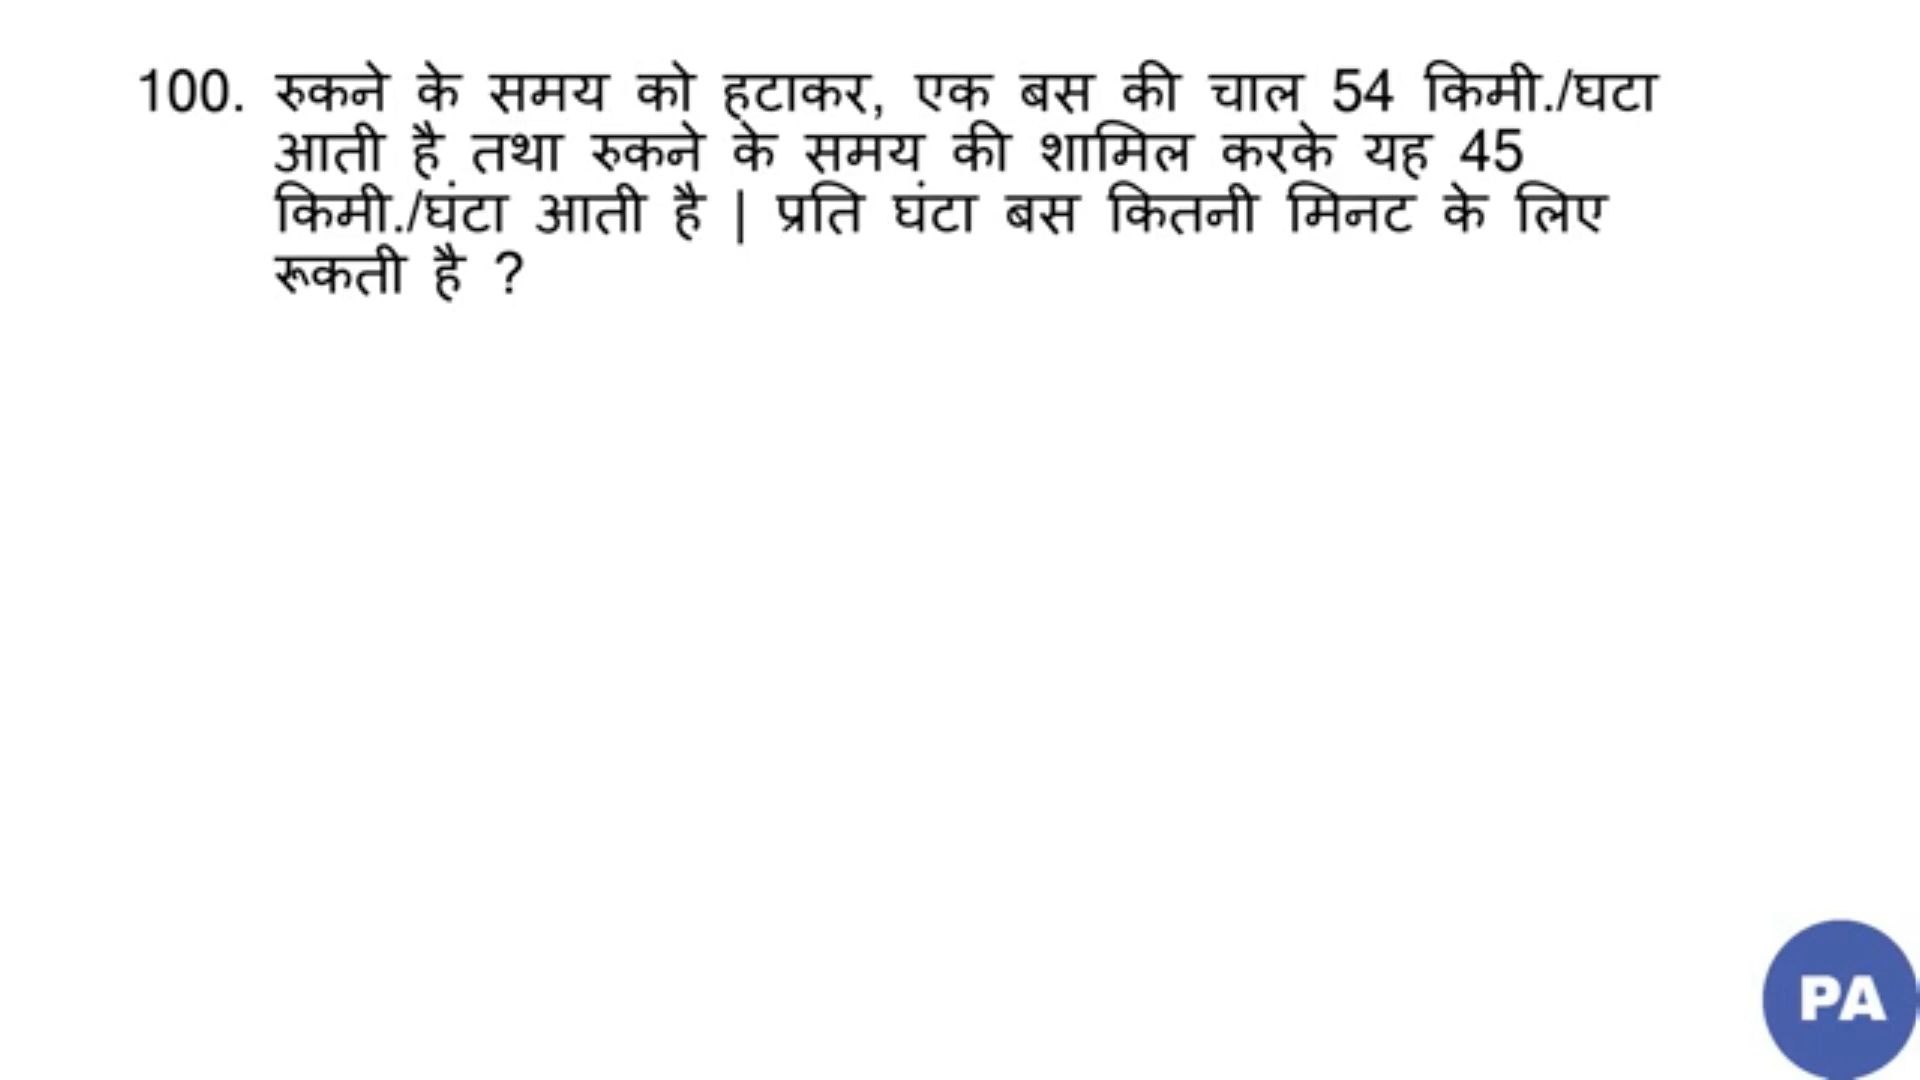 100. रुकने के समय को हटाकर, एक बस की चाल 54 किमी./घंटा
आती है तथा रुकने के समय की शामिल करके यह 45
किमी./घंटा आती है | प्रति घंटा बस कितनी मिनट के लिए
रूकती है ?
PA